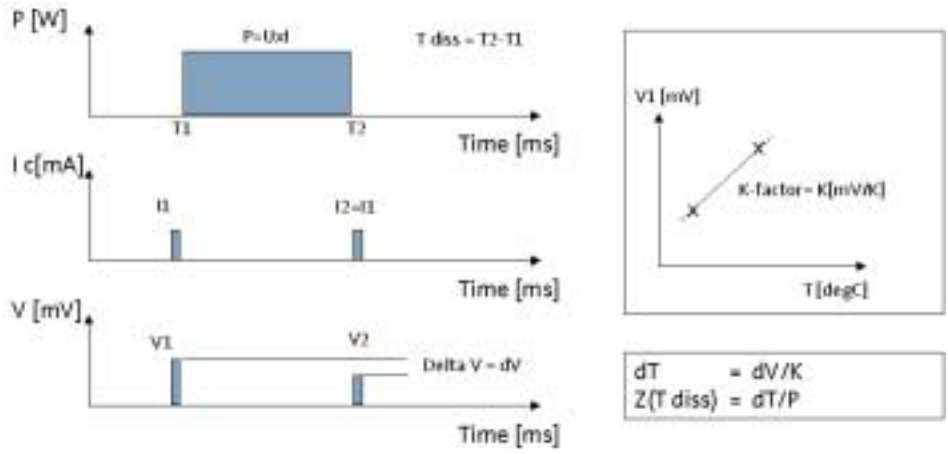 P [W]
P=UxI
T diss = T2-T1
T1
T2
Time [ms]
I c[mA]
I1
I2=I1
Time [ms]
V [mV]
V1
V2
Delta V = dV
Time [ms]
V1 [mV]
K-factor= K[mV/K]
T[degC]
dT = dV/K
Z(T diss) = dT/P